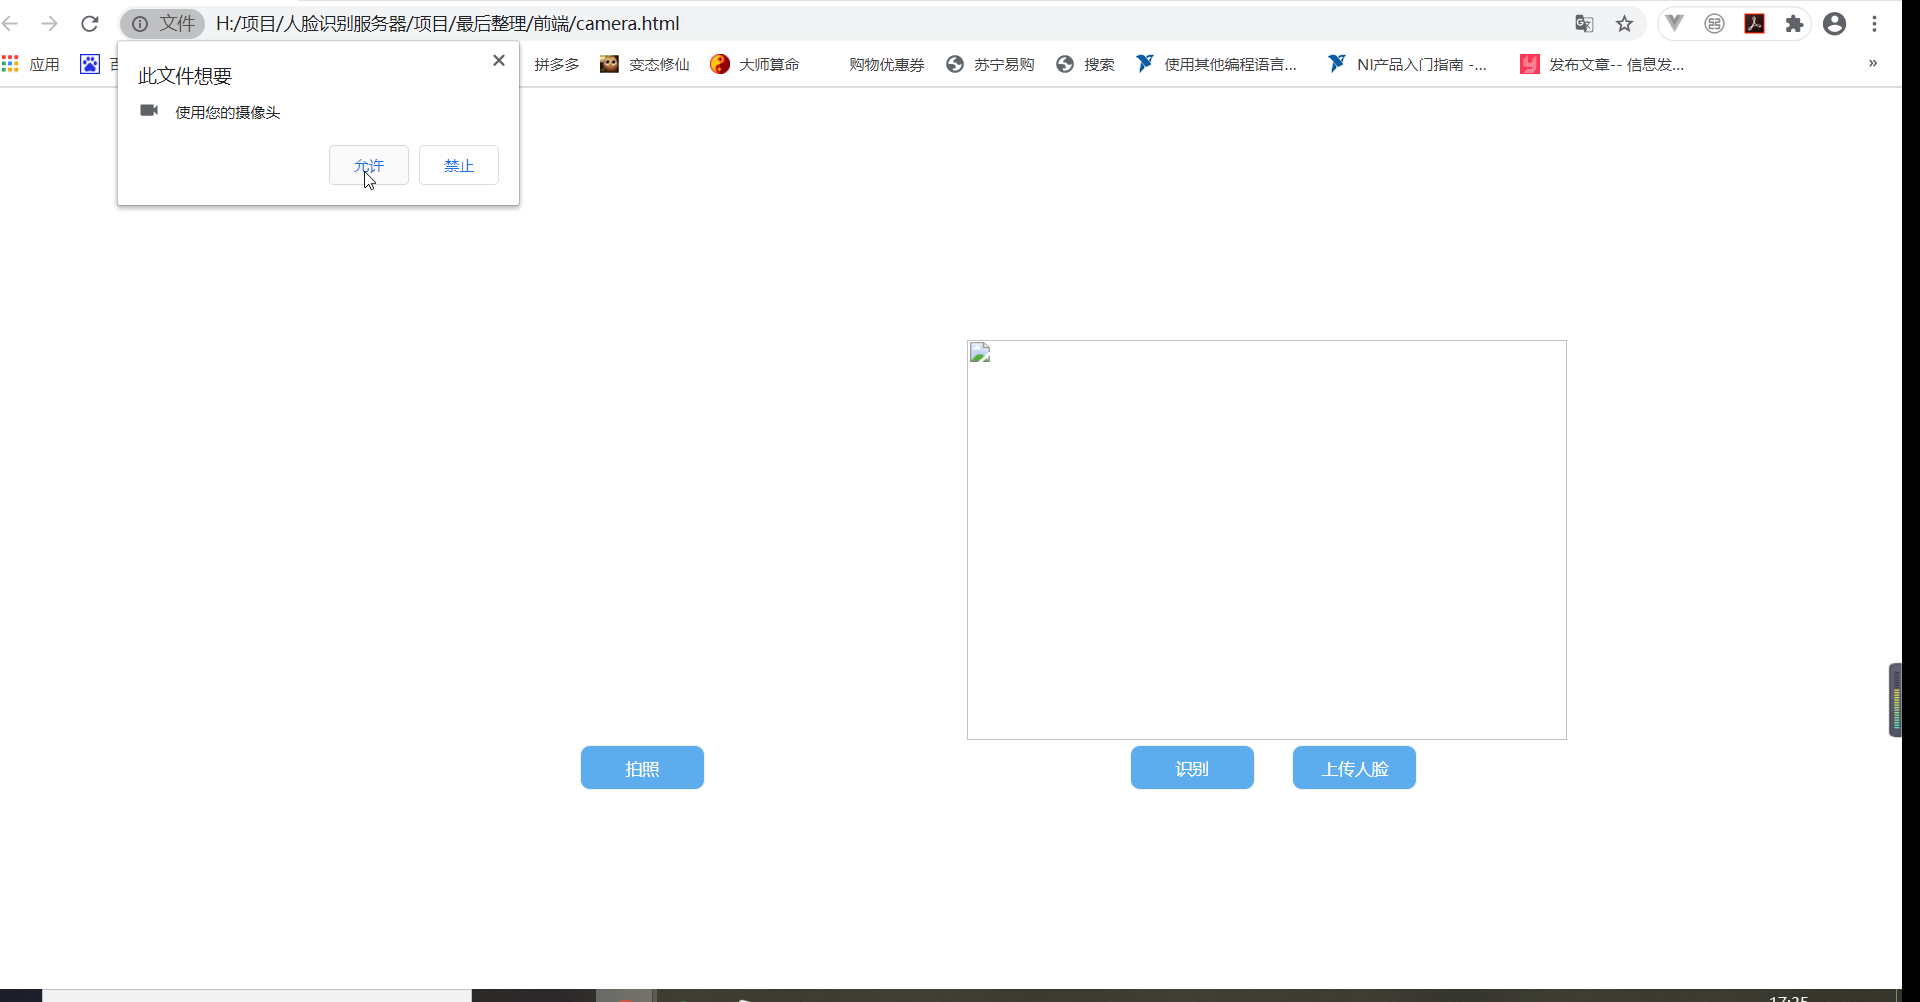 文件 H:/项目/人脸识别服务器/项目/最后整理/前端/camera.html
应用 拼多多 变态修仙 大师算命 购物优惠券 苏宁易购 搜索 使用其他编程语言... NI产品入门指南 -... 发布文章-- 信息发... »
此文件想要
使用您的摄像头
允许 禁止
拍照 识别 上传人脸